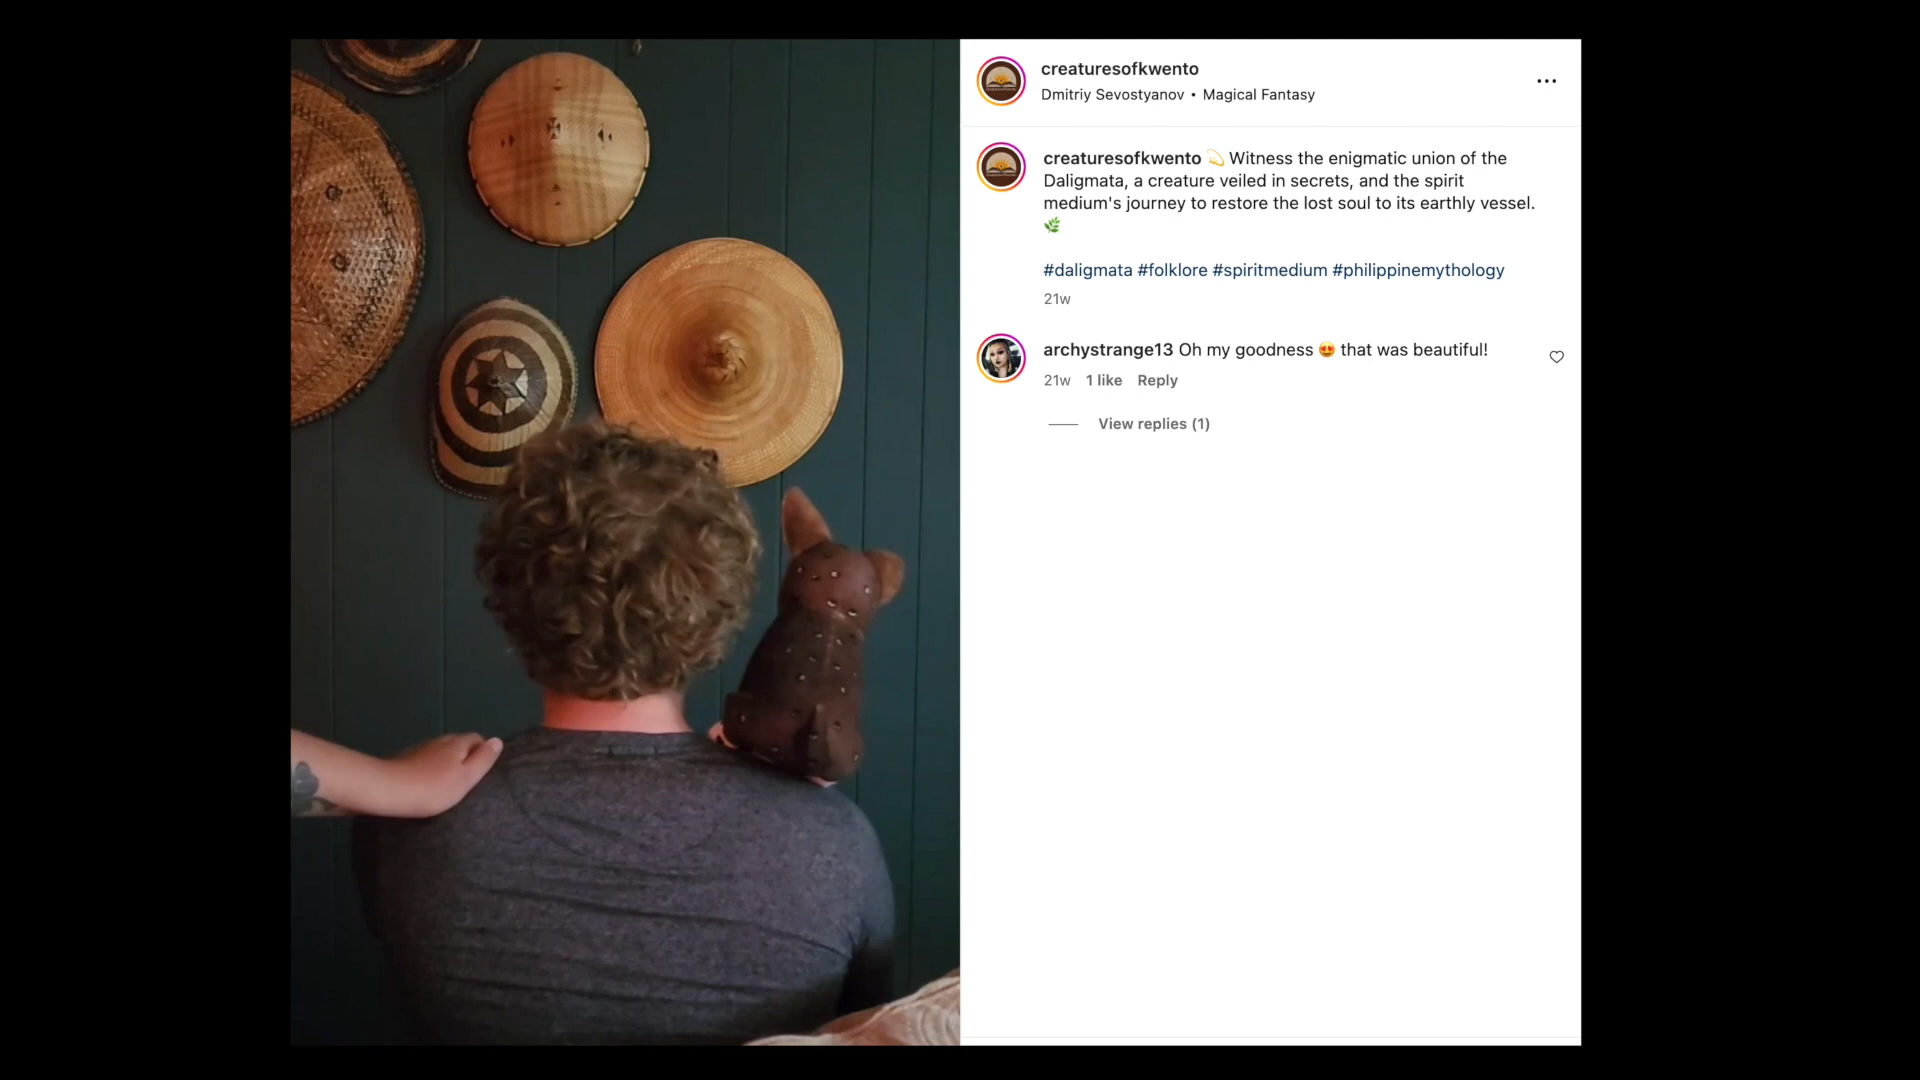 creaturesofkwento
Dmitriy Sevostyanov • Magical Fantasy
creaturesofkwento 💫 Witness the enigmatic union of the
Daligmata, a creature veiled in secrets, and the spirit
medium's journey to restore the lost soul to its earthly vessel.
🌿
#daligmata #folklore #spiritmedium #philippinemythology
21w
archystrange13 Oh my goodness 😍 that was beautiful!
21w 1 like Reply
View replies (1)